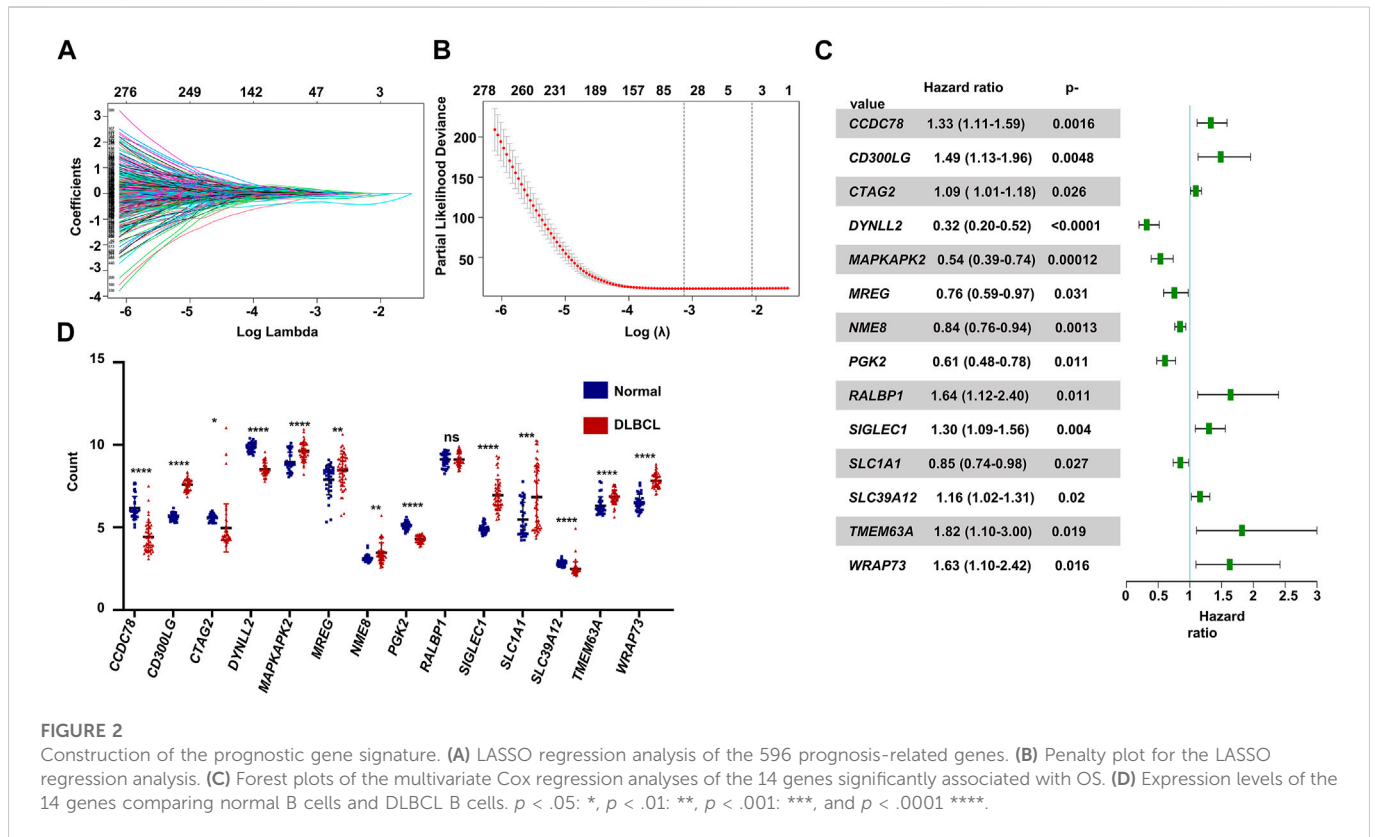 A
276 249 142 47 3
3
2
1
0
-1
-2
-3
-4
Coefficients
-6 -5 -4 -3 -2
Log Lambda
B
278 260 231 189 157 85 28 5 3 1
200
150
100
50
Partial Likelihood Deviance
-6 -5 -4 -3 -2
Log (λ)
C
Hazard ratio p-
value
CCDC78 1.33 (1.11-1.59) 0.0016
CD300LG 1.49 (1.13-1.96) 0.0048
CTAG2 1.09 ( 1.01-1.18) 0.026
DYNLL2 0.32 (0.20-0.52) <0.0001
MAPKAPK2 0.54 (0.39-0.74) 0.00012
MREG 0.76 (0.59-0.97) 0.031
NME8 0.84 (0.76-0.94) 0.0013
PGK2 0.61 (0.48-0.78) 0.011
RALBP1 1.64 (1.12-2.40) 0.011
SIGLEC1 1.30 (1.09-1.56) 0.004
SLC1A1 0.85 (0.74-0.98) 0.027
SLC39A12 1.16 (1.02-1.31) 0.02
TMEM63A 1.82 (1.10-3.00) 0.019
WRAP73 1.63 (1.10-2.42) 0.016
0 0.5 1 1.5 2 2.5 3
Hazard
ratio
D
15
10
5
0
Count
Normal
DLBCL
**** **** * **** **** ** ** **** ns **** *** **** **** ****
CCDC78 CD300LG CTAG2 DYNLL2 MAPKAPK2 MREG NME8 PGK2 RALBP1 SIGLEC1 SLC1A1 SLC39A12 TMEM63A WRAP73
FIGURE 2
Construction of the prognostic gene signature. (A) LASSO regression analysis of the 596 prognosis-related genes. (B) Penalty plot for the LASSO
regression analysis. (C) Forest plots of the multivariate Cox regression analyses of the 14 genes significantly associated with OS. (D) Expression levels of the
14 genes comparing normal B cells and DLBCL B cells. p < .05: *, p < .01: **, p < .001: ***, and p < .0001 ****.